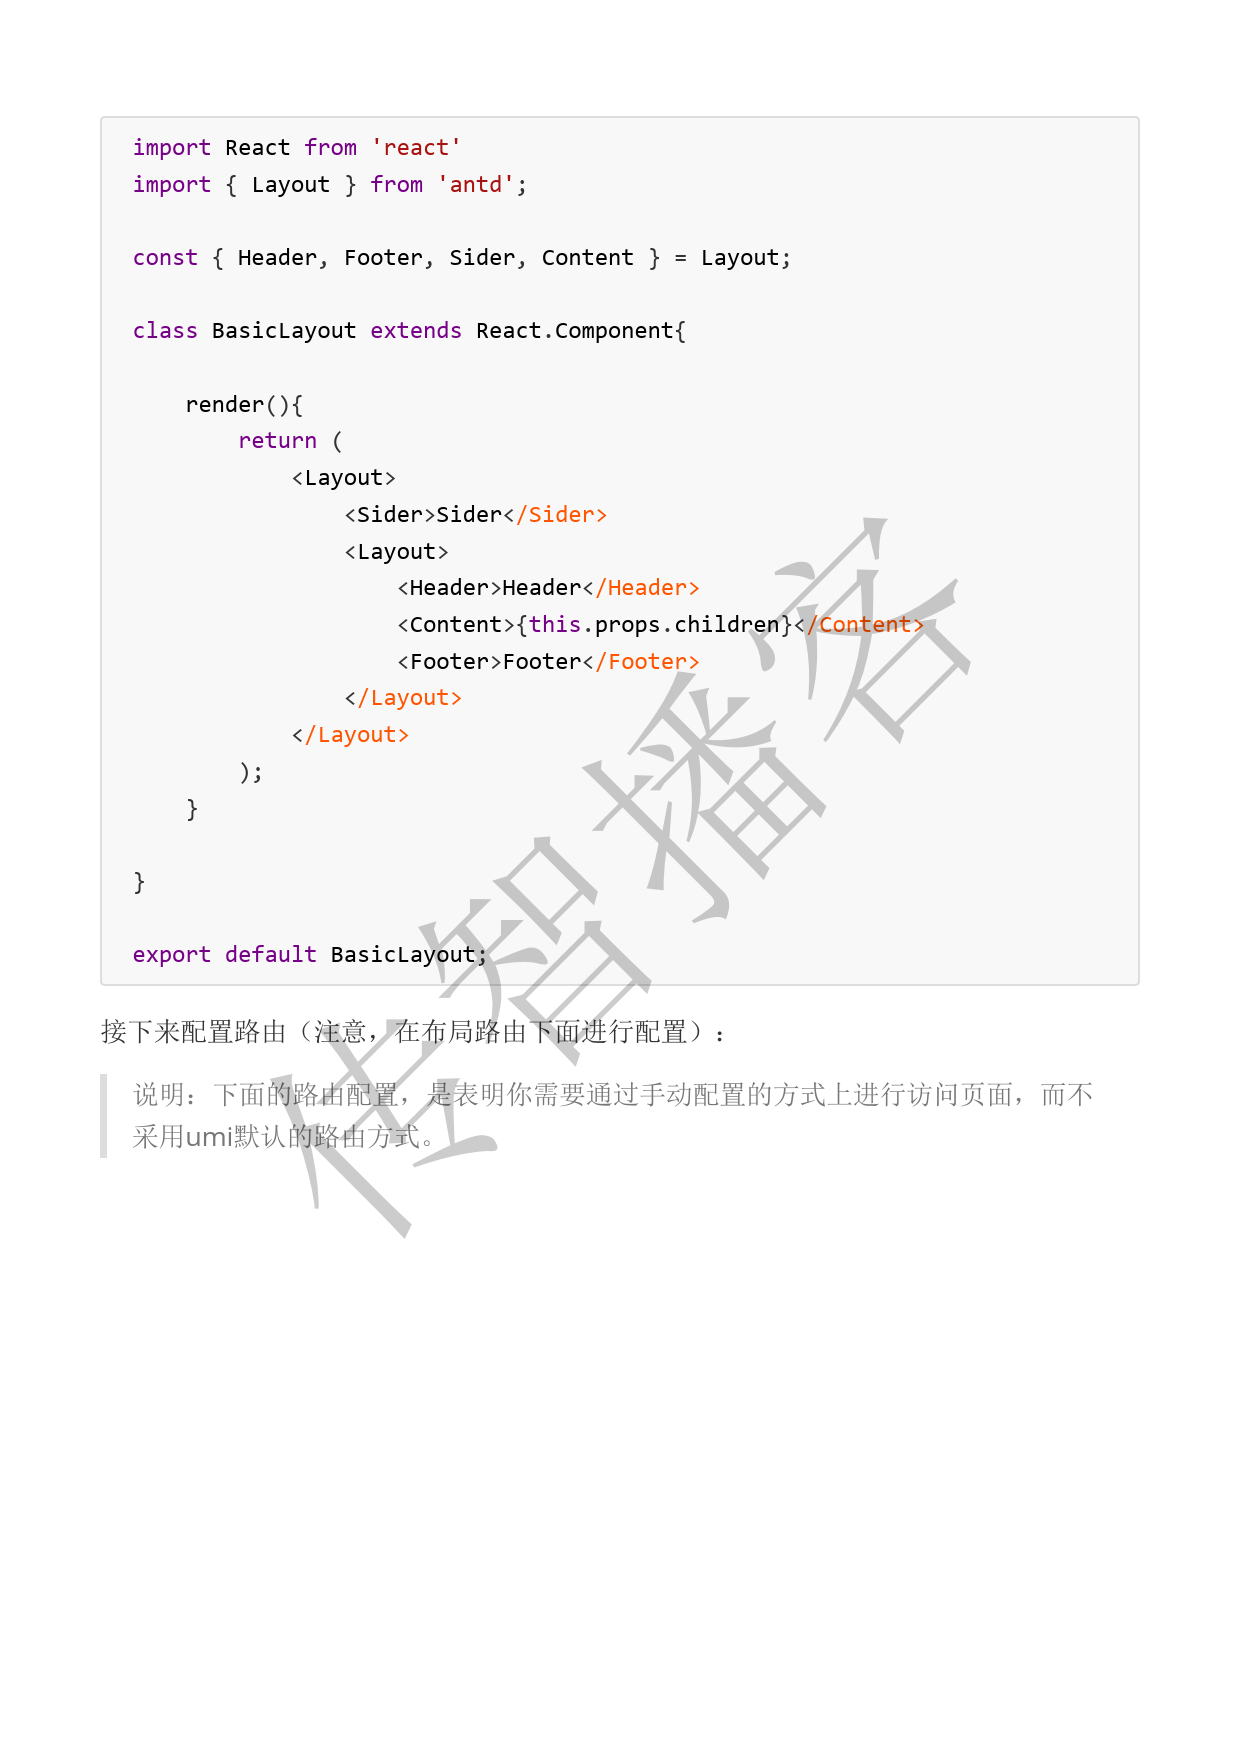 import React from 'react'
import { Layout } from 'antd';
const { Header, Footer, Sider, Content } = Layout;
class BasicLayout extends React.Component{
render(){
return (
<Layout>
<Sider>Sider</Sider>
<Layout>
<Header>Header</Header>
<Content>{this.props.children}</Content>
<Footer>Footer</Footer>
</Layout>
</Layout>
);
}
}
export default BasicLayout;
接下来配置路由（注意，在布局路由下面进行配置）：
说明：下面的路由配置，是表明你需要通过手动配置的方式上进行访问页面，而不
采用umi默认的路由方式。
传智播客